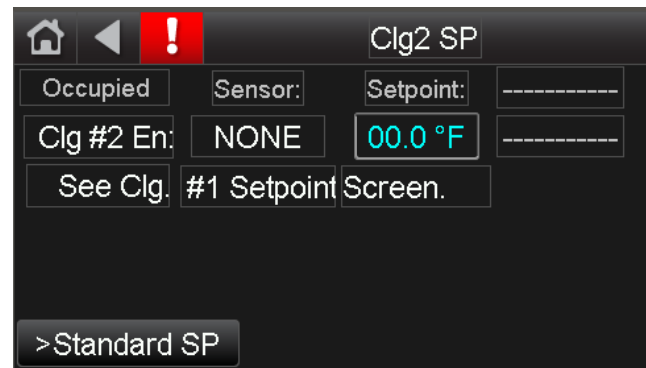 Clg2 SP
Occupied Sensor: Setpoint: -----------
Clg #2 En: NONE 00.0 °F -----------
See Clg. #1 Setpoint Screen.
>Standard SP